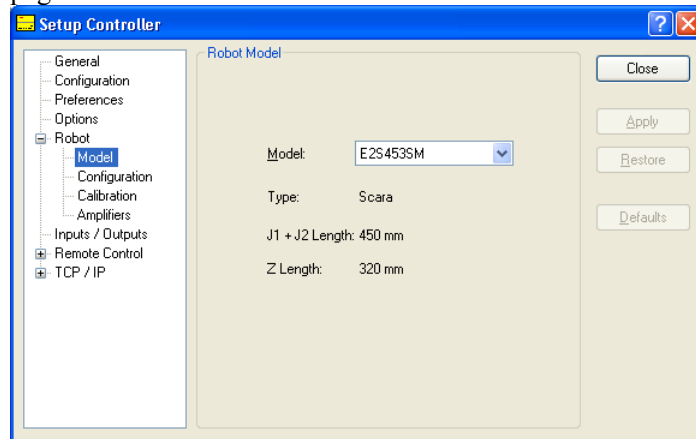 Setup Controller
General
Configuration
Preferences
Options
Robot
Model
Configuration
Calibration
Amplifiers
Inputs / Outputs
Remote Control
TCP / IP
Robot Model
Model: E2S453SM
Type: Scara
J1 + J2 Length: 450 mm
Z Length: 320 mm
Close
Apply
Restore
Defaults